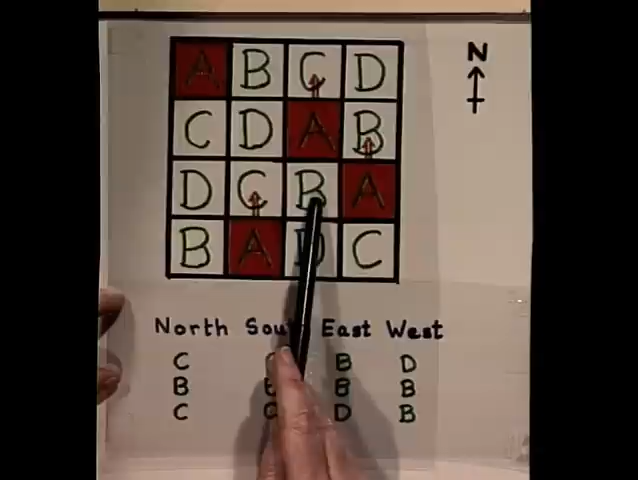 A B C D
N
C D A B
D C B A
B A D C
North South East West
C B D
B B B
C C D B